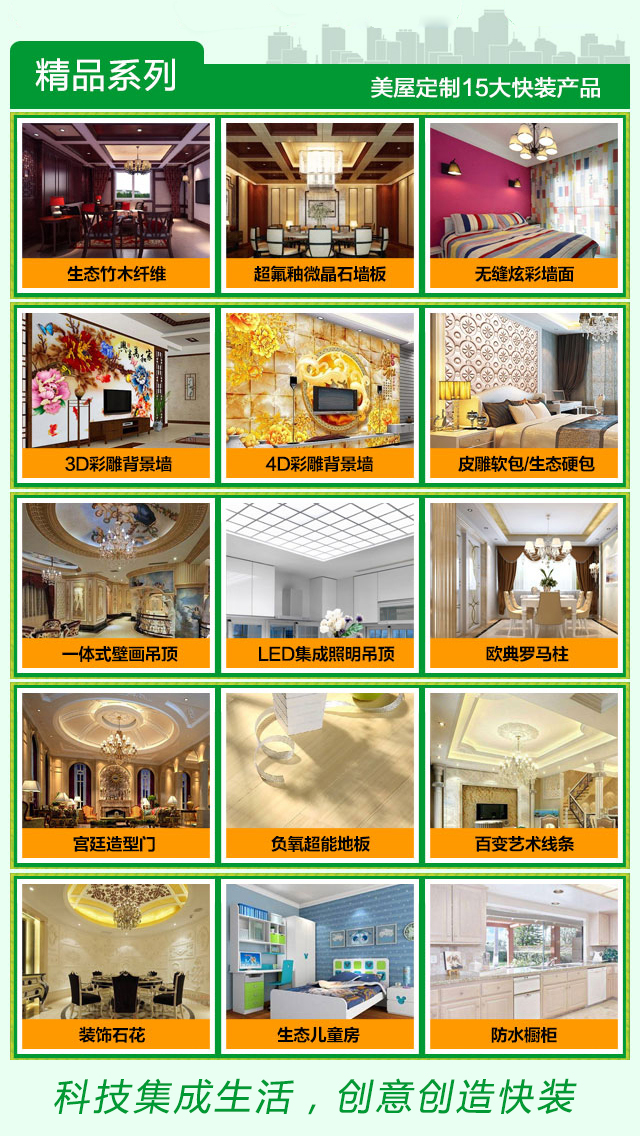 精品系列
美屋定制15大快装产品
生态竹木纤维
超氟釉微晶石墙板
无缝炫彩墙面
3D彩雕背景墙
4D彩雕背景墙
皮雕软包/生态硬包
一体式壁画吊顶
LED集成照明吊顶
欧典罗马柱
宫廷造型门
负氧超能地板
百变艺术线条
装饰石花
生态儿童房
防水橱柜
科技集成生活，创意创造快装